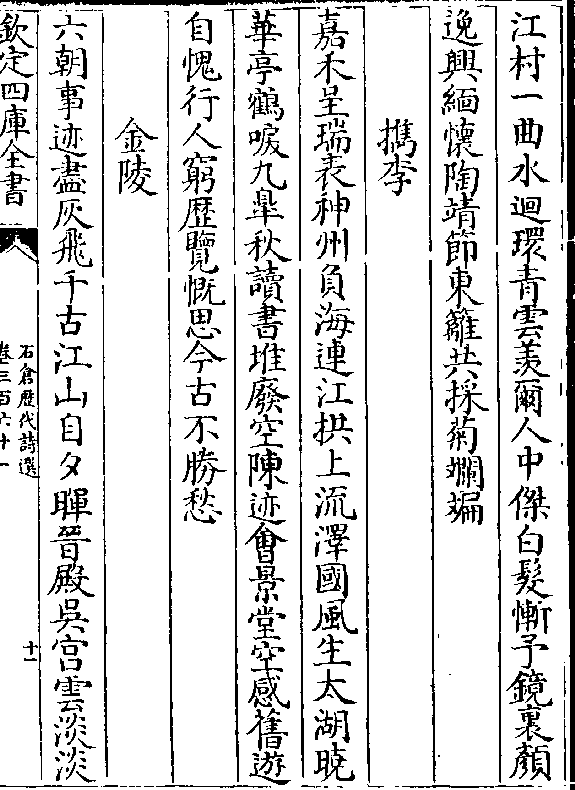 江村一曲水迴環青雲羡爾人中傑白髮慚予鏡裏顔
逸興緬懷陶靖節東籬共採菊斕斒
檇李
嘉禾呈瑞表神州負海連江拱上流澤國風生太湖曉
華亭鶴唳九臯秋讀書堆廢空陳迹會景堂空感舊遊
自愧行人窮歴覽慨思今古不勝愁
金陵
六朝事迹盡灰飛千古江山自夕暉晉殿吳宫雲淡淡
欽定四庫全書
石倉歴代詩選
卷三百六十一
十一